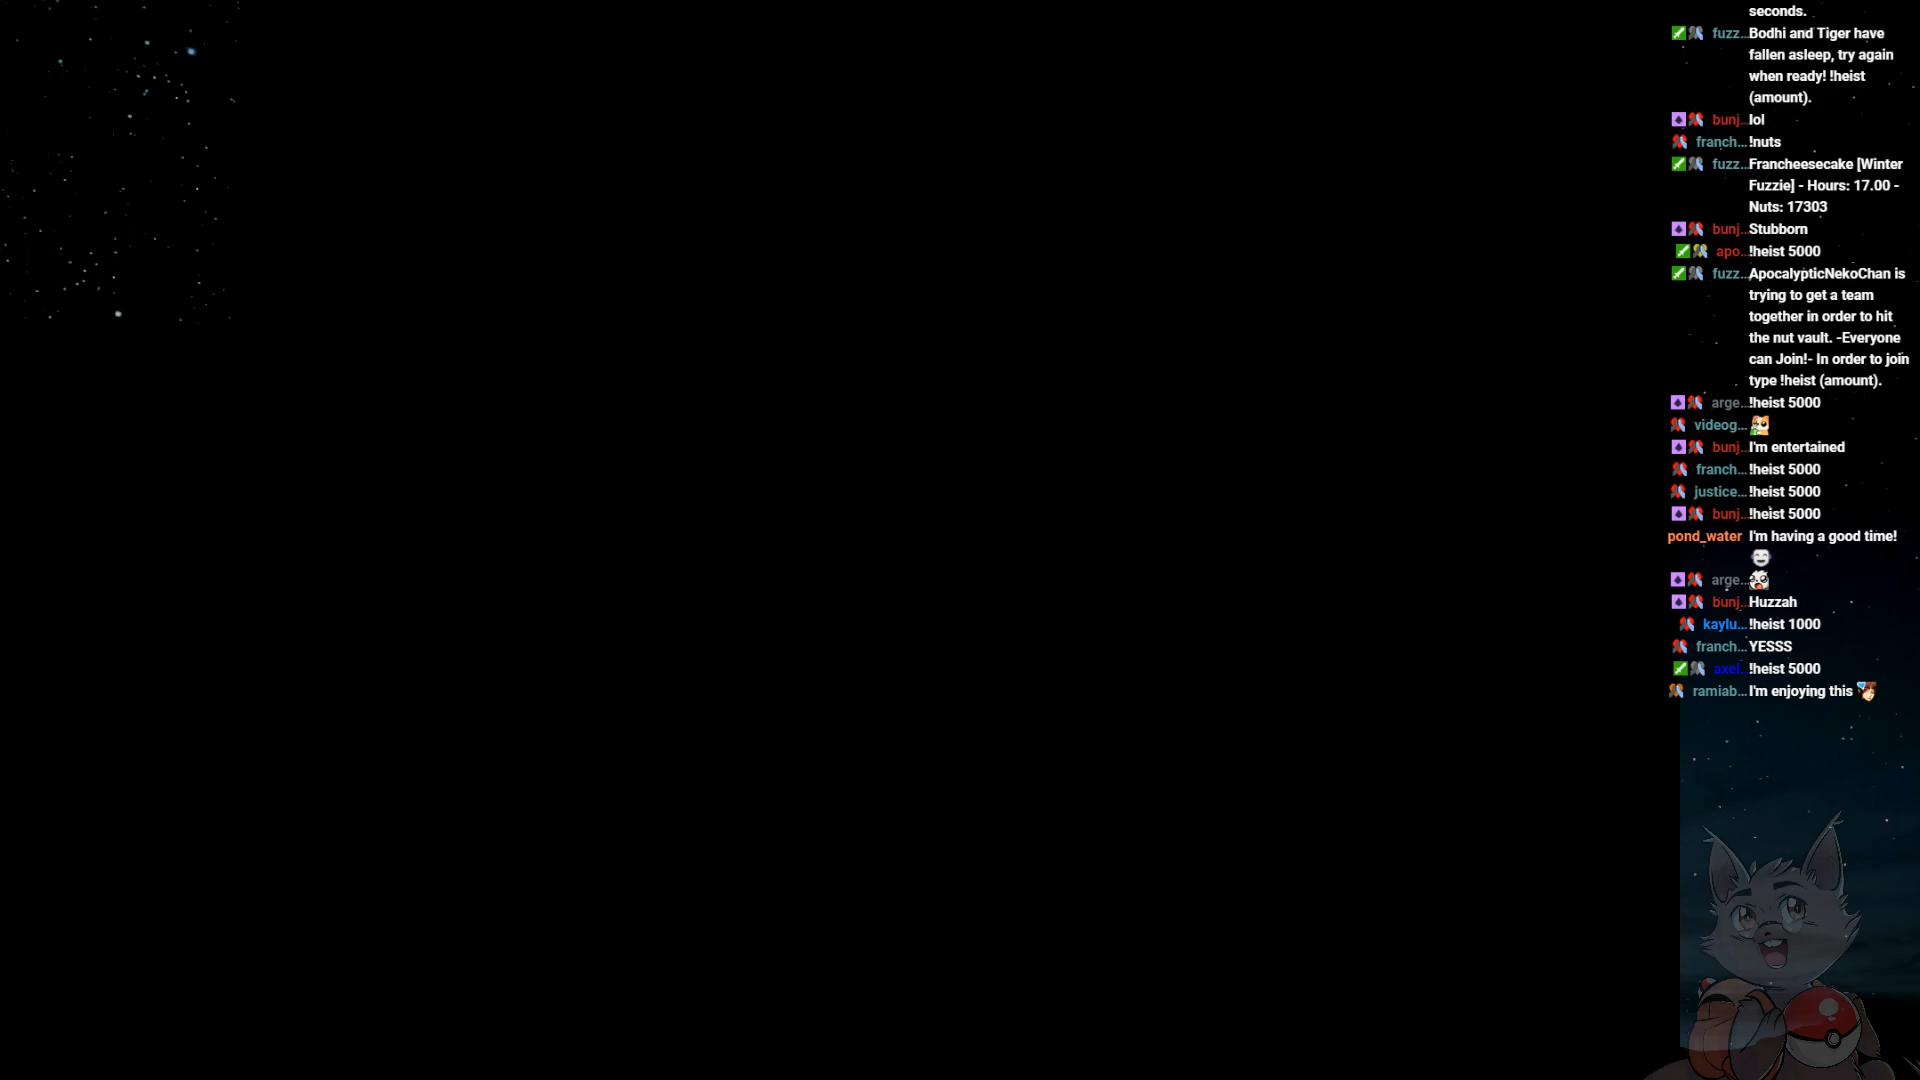 seconds.
fuzz... Bodhi and Tiger have
fallen asleep, try again
when ready! !heist
(amount).
bunj... lol
franch... !nuts
fuzz... Francheesecake [Winter
Fuzzie] - Hours: 17.00 -
Nuts: 17303
bunj... Stubborn
apo... !heist 5000
fuzz... ApocalypticNekoChan is
trying to get a team
together in order to hit
the nut vault. -Everyone
can Join!- In order to join
type !heist (amount).
arge... !heist 5000
videog...
bunj... I'm entertained
franch... !heist 5000
justice... !heist 5000
bunj... !heist 5000
pond_water I'm having a good time!
arge...
bunj... Huzzah
kaylu... !heist 1000
franch... YESSS
axel... !heist 5000
ramiab... I'm enjoying this